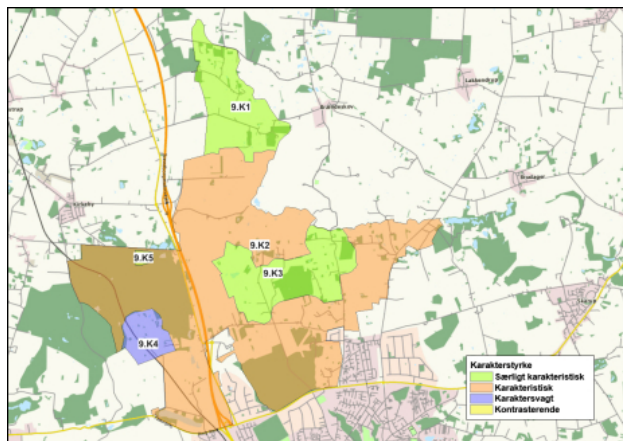 9.K1
9.K2
9.K5
9.K3
9.K4
Karakterstyrke
Særligt karakteristisk
Karakteristisk
Karaktersvagt
Kontrasterende